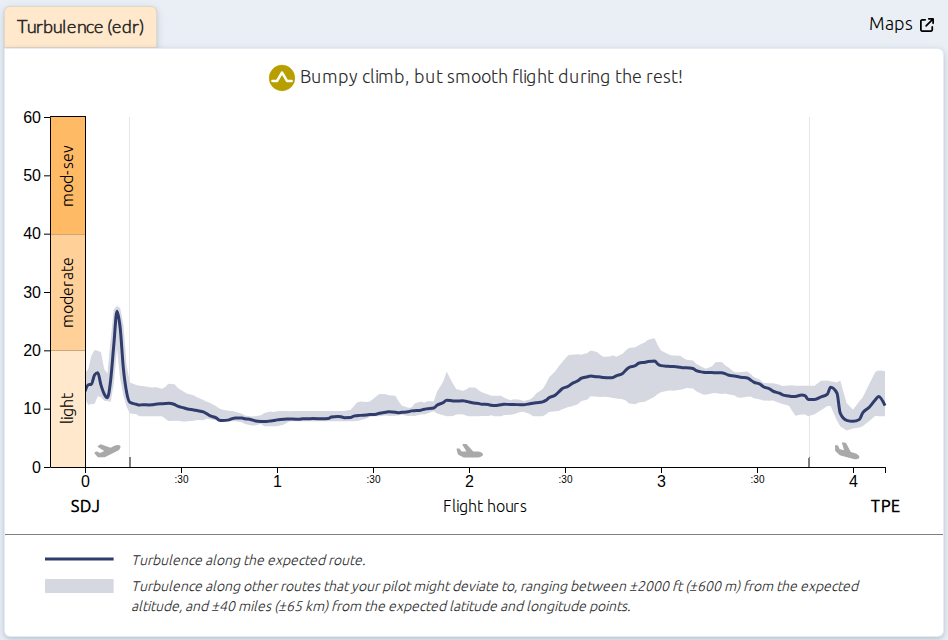 Turbulence (edr)
Maps
Bumpy climb, but smooth flight during the rest!
60
50
40
30
20
10
0
mod-sev
moderate
light
0 :30 1 :30 2 :30 3 :30 4
SDJ Flight hours TPE
Turbulence along the expected route.
Turbulence along other routes that your pilot might deviate to, ranging between ±2000 ft (±600 m) from the expected
altitude, and ±40 miles (±65 km) from the expected latitude and longitude points.